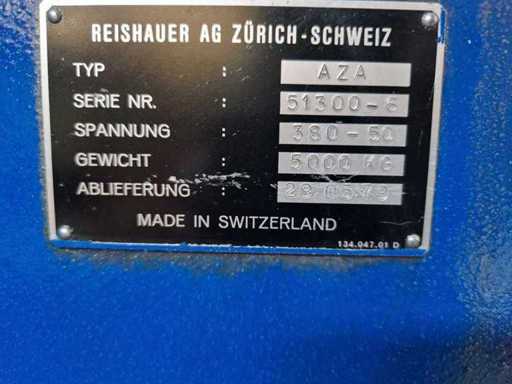 REISHAUER AG ZÜRICH-SCHWEIZ
TYP : AZA
SERIE NR. : 51300-6
SPANNUNG : 380-50
GEWICHT : 5000 KG
ABLIEFERUNG :
MADE IN SWITZERLAND
134.047.01 D